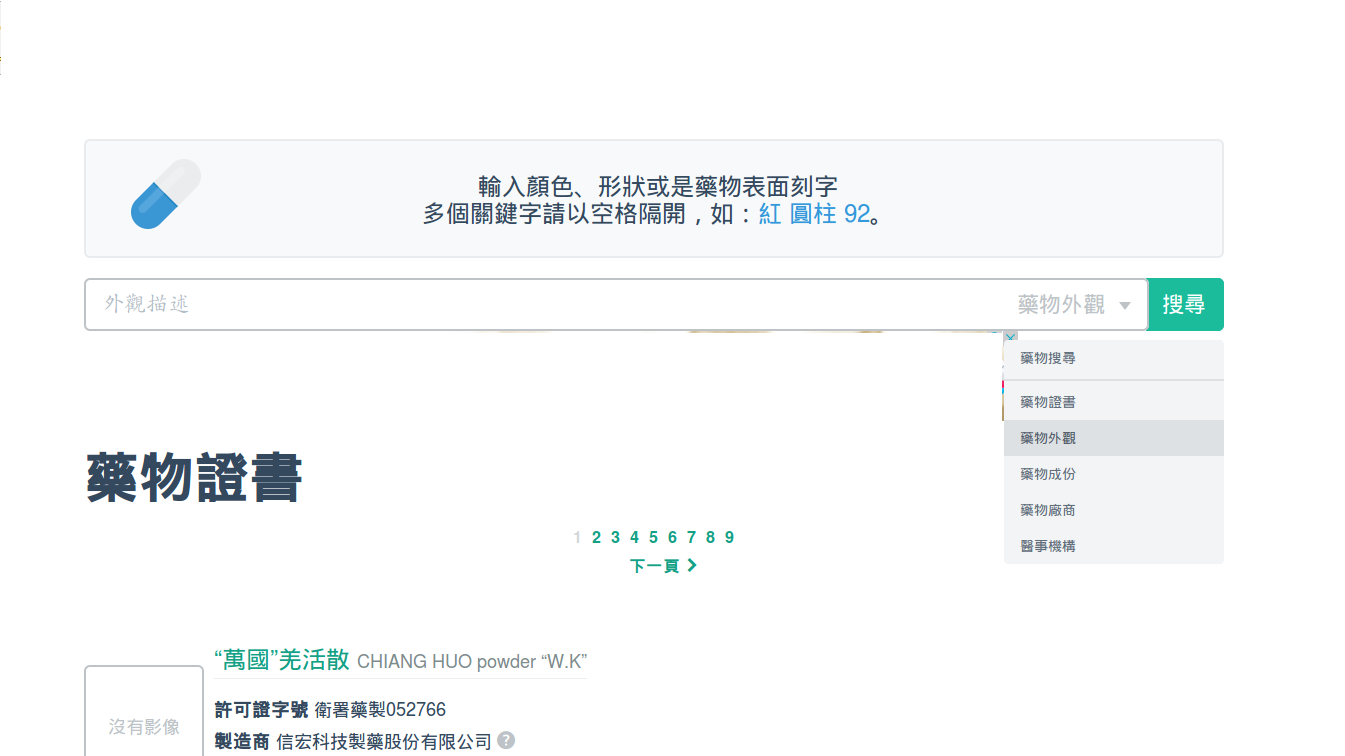 輸入顏色、形狀或是藥物表面刻字
多個關鍵字請以空格隔開，如：紅 圓柱 92。
外觀描述
藥物外觀
搜尋
藥物搜尋
藥物證書
藥物外觀
藥物成份
藥物廠商
醫事機構
藥物證書
1 2 3 4 5 6 7 8 9
下一頁
“萬國”羌活散 CHIANG HUO powder “W.K”
沒有影像
許可證字號 衛署藥製052766
製造商 信宏科技製藥股份有限公司 ?